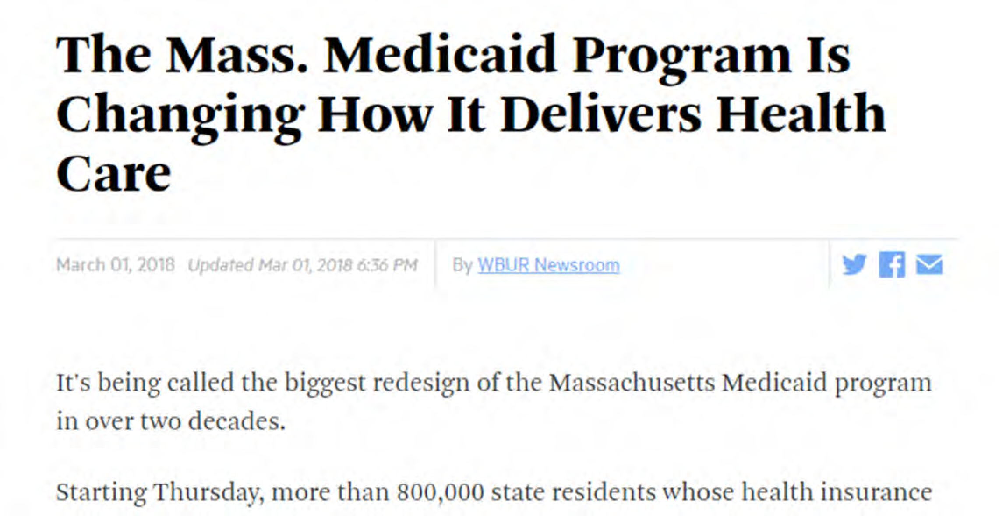 The Mass. Medicaid Program Is
Changing How It Delivers Health
Care
March 01, 2018 Updated Mar 01, 2018 6:36 PM By WBUR Newsroom
It's being called the biggest redesign of the Massachusetts Medicaid program
in over two decades.
Starting Thursday, more than 800,000 state residents whose health insurance